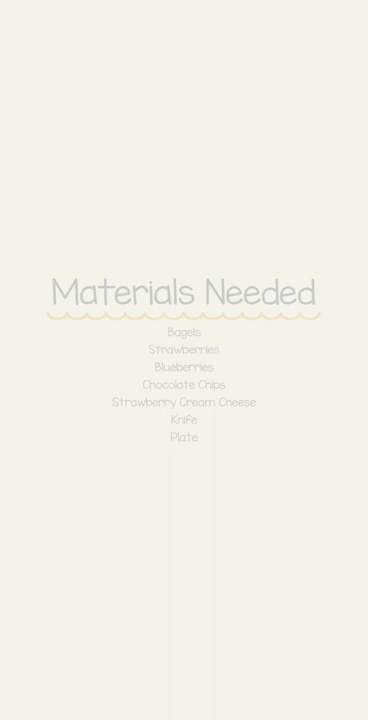 Materials Needed
Bagels
Strawberries
Blueberries
Chocolate Chips
Strawberry Cream Cheese
Knife
Plate